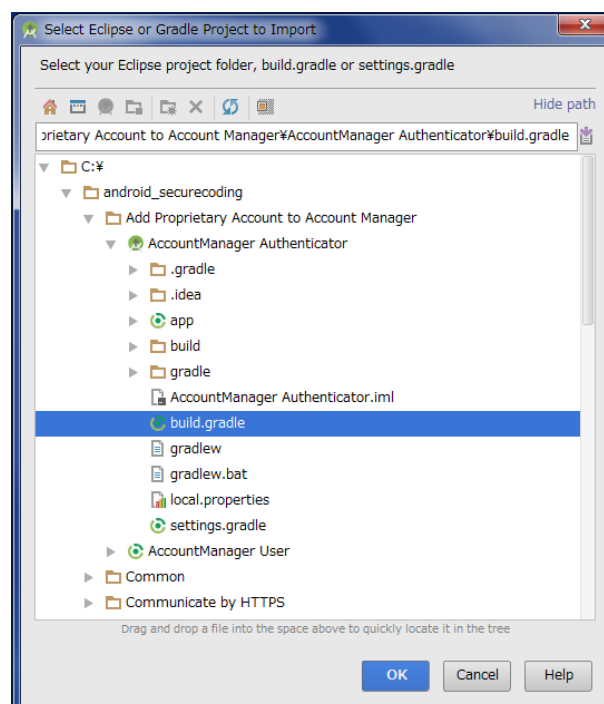 Select Eclipse or Gradle Project to Import
Select your Eclipse project folder, build.gradle or settings.gradle
Hide path
prietary Account to Account Manager¥AccountManager Authenticator¥build.gradle
C:¥
android_securecoding
Add Proprietary Account to Account Manager
AccountManager Authenticator
.gradle
.idea
app
build
gradle
AccountManager Authenticator.iml
build.gradle
gradlew
gradlew.bat
local.properties
settings.gradle
AccountManager User
Common
Communicate by HTTPS
Drag and drop a file into the space above to quickly locate it in the tree
OK Cancel Help